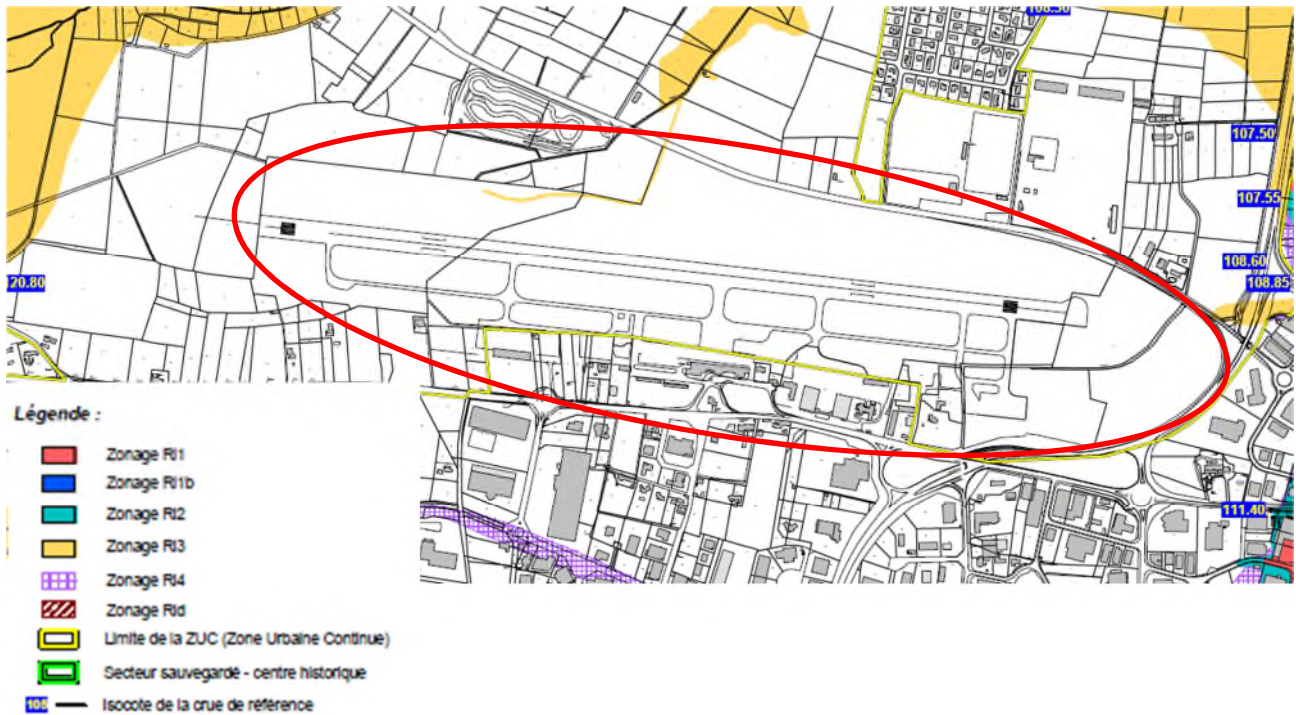 108.50
107.50
107.55
108.60
108.85
20.80
111.40
Légende :
Zonage RI1
Zonage RI1b
Zonage RI2
Zonage RI3
Zonage RI4
Zonage RId
Limite de la ZUC (Zone Urbaine Continue)
Secteur sauvegardé - centre historique
105 Isocote de la crue de référence